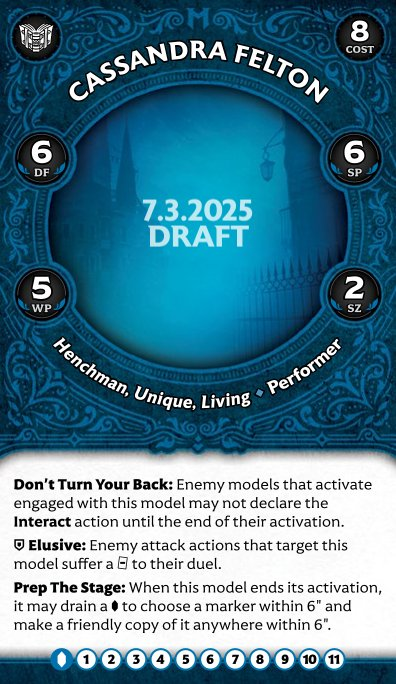 8
COST
CASSANDRA FELTON
6
DF
6
SP
7.3.2025
DRAFT
5
WP
2
SZ
Henchman, Unique, Living ⬥ Performer
Don't Turn Your Back: Enemy models that activate
engaged with this model may not declare the
Interact action until the end of their activation.
Elusive: Enemy attack actions that target this
model suffer a to their duel.
Prep The Stage: When this model ends its activation,
it may drain a to choose a marker within 6" and
make a friendly copy of it anywhere within 6".
1 2 3 4 5 6 7 8 9 10 11